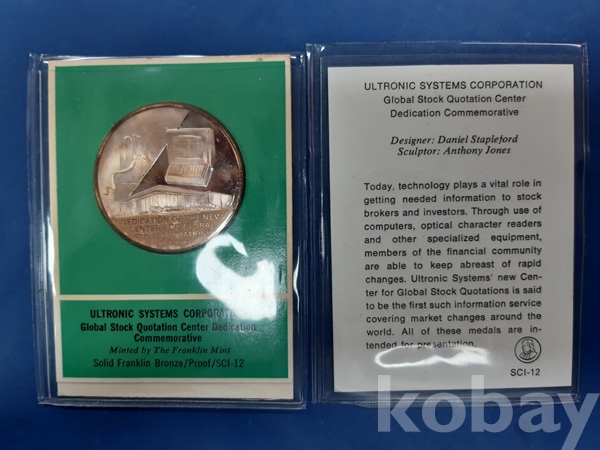 DEDICATION OF THE NEW
CENTER
ULTRONIC SYSTEMS CORPORATION
Global Stock Quotation Center Dedication
Commemorative
Minted by The Franklin Mint
Solid Franklin Bronze/Proof/SCI-12
ULTRONIC SYSTEMS CORPORATION
Global Stock Quotation Center
Dedication Commemorative
Designer: Daniel Stapleford
Sculptor: Anthony Jones
Today, technology plays a vital role in
getting needed information to stock
brokers and investors. Through use of
computers, optical character readers
and other specialized equipment,
members of the financial community
are able to keep abreast of rapid
changes. Ultronic Systems' new Cen-
ter for Global Stock Quotations is said
to be the first such information service
covering market changes around the
world. All of these medals are in-
tended for presentation.
SCI-12
kobay